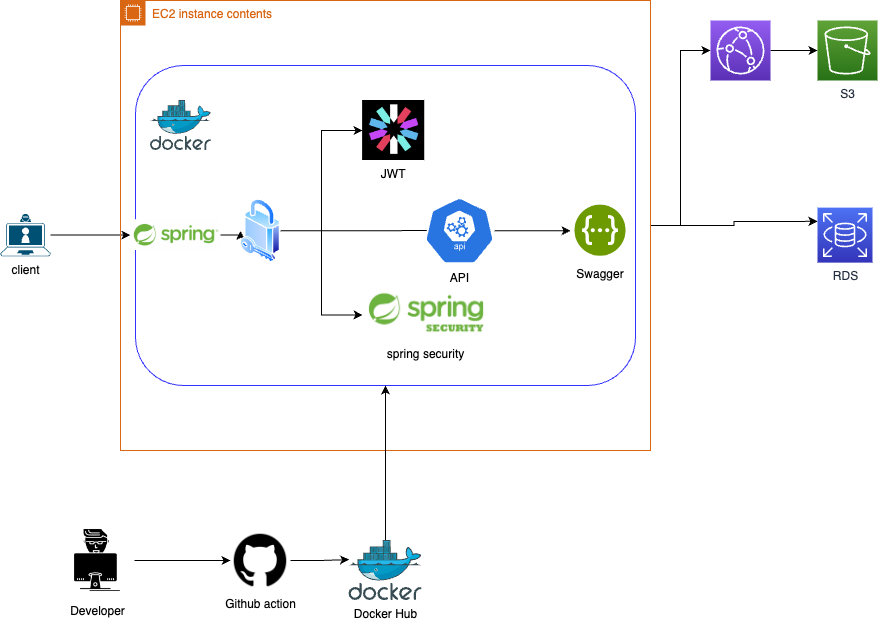 EC2 instance contents
S3
docker
JWT
spring
api
API
Swagger
client
RDS
spring
SECURITY
spring security
Developer
Github action
docker
Docker Hub